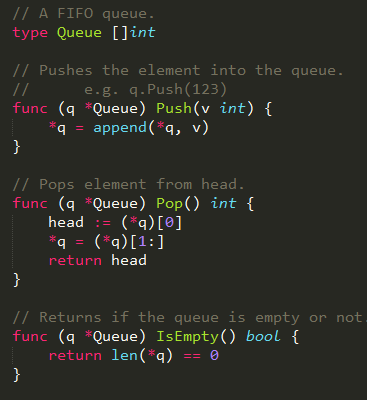 // A FIFO queue.
type Queue []int
// Pushes the element into the queue.
//      e.g. q.Push(123)
func (q *Queue) Push(v int) {
    *q = append(*q, v)
}
// Pops element from head.
func (q *Queue) Pop() int {
    head := (*q)[0]
    *q = (*q)[1:]
    return head
}
// Returns if the queue is empty or not.
func (q *Queue) IsEmpty() bool {
    return len(*q) == 0
}